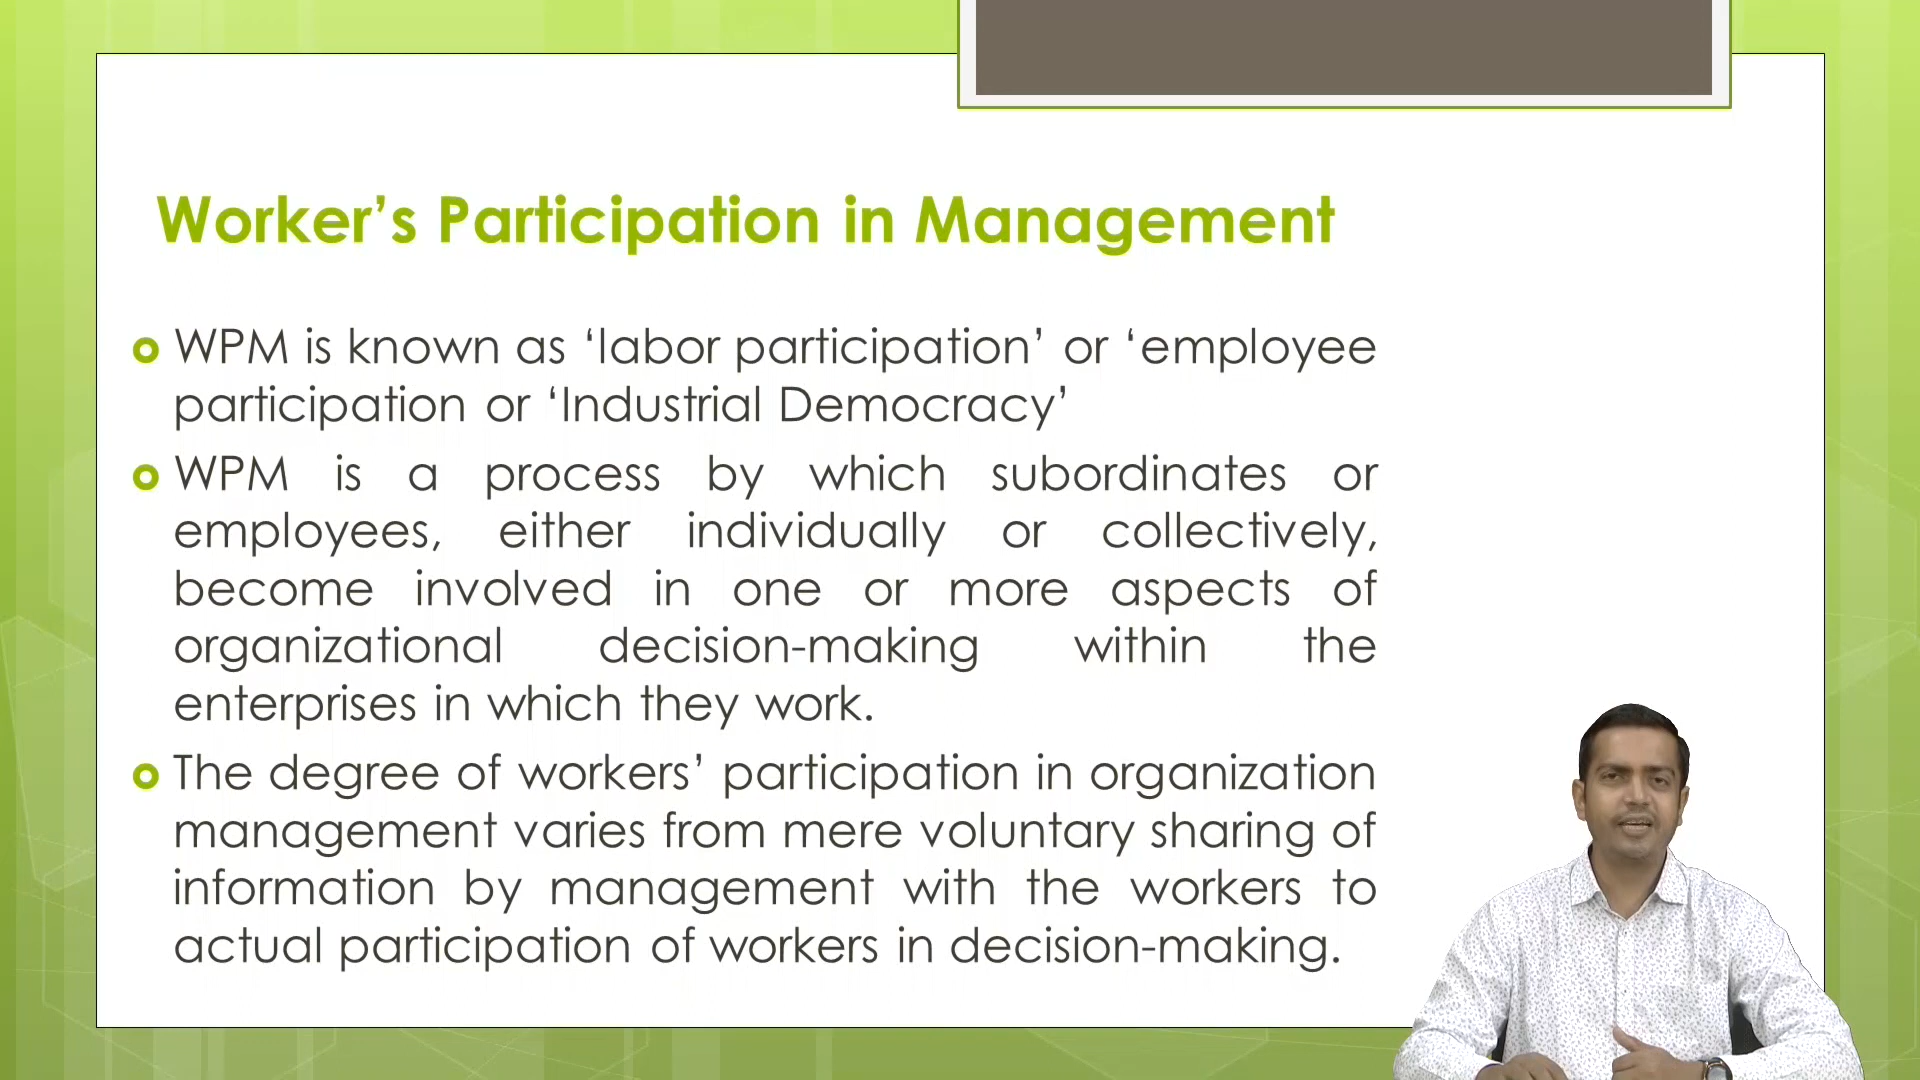 Worker’s Participation in Management
WPM is known as ‘labor participation’ or ‘employee
participation or ‘Industrial Democracy’
WPM is a process by which subordinates or
employees, either individually or collectively,
become involved in one or more aspects of
organizational decision-making within the
enterprises in which they work.
The degree of workers’ participation in organization
management varies from mere voluntary sharing of
information by management with the workers to
actual participation of workers in decision-making.